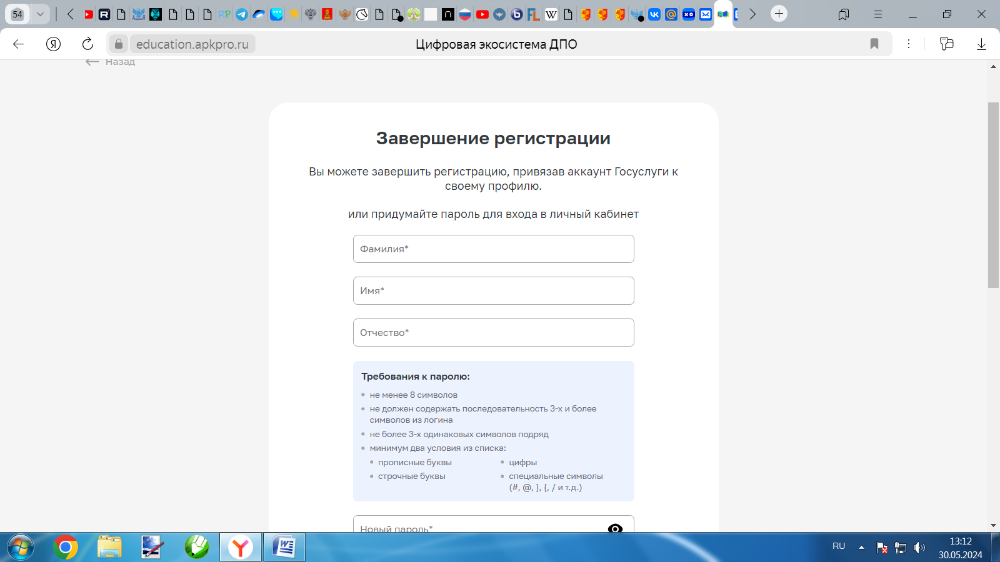 54
education.apkpro.ru
Цифровая экосистема ДПО
Назад
Завершение регистрации
Вы можете завершить регистрацию, привязав аккаунт Госуслуги к
своему профилю.
или придумайте пароль для входа в личный кабинет
Фамилия*
Имя*
Отчество*
Требования к паролю:
не менее 8 символов
не должен содержать последовательность 3-х и более
символов из логина
не более 3-х одинаковых символов подряд
минимум два условия из списка:
прописные буквы
строчные буквы
цифры
специальные символы
(#, @, }, {, / и т.д.)
Новый пароль*
RU
13:12
30.05.2024